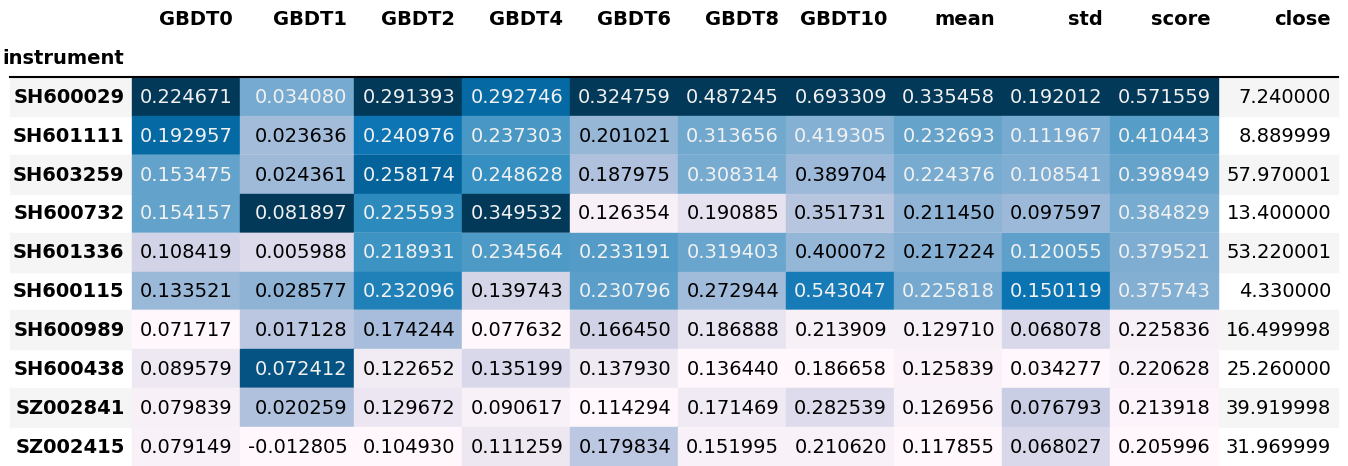 GBDT0 GBDT1 GBDT2 GBDT4 GBDT6 GBDT8 GBDT10 mean std score close
instrument
SH600029 0.224671 0.034080 0.291393 0.292746 0.324759 0.487245 0.693309 0.335458 0.192012 0.571559 7.240000
SH601111 0.192957 0.023636 0.240976 0.237303 0.201021 0.313656 0.419305 0.232693 0.111967 0.410443 8.889999
SH603259 0.153475 0.024361 0.258174 0.248628 0.187975 0.308314 0.389704 0.224376 0.108541 0.398949 57.970001
SH600732 0.154157 0.081897 0.225593 0.349532 0.126354 0.190885 0.351731 0.211450 0.097597 0.384829 13.400000
SH601336 0.108419 0.005988 0.218931 0.234564 0.233191 0.319403 0.400072 0.217224 0.120055 0.379521 53.220001
SH600115 0.133521 0.028577 0.232096 0.139743 0.230796 0.272944 0.543047 0.225818 0.150119 0.375743 4.330000
SH600989 0.071717 0.017128 0.174244 0.077632 0.166450 0.186888 0.213909 0.129710 0.068078 0.225836 16.499998
SH600438 0.089579 0.072412 0.122652 0.135199 0.137930 0.136440 0.186658 0.125839 0.034277 0.220628 25.260000
SZ002841 0.079839 0.020259 0.129672 0.090617 0.114294 0.171469 0.282539 0.126956 0.076793 0.213918 39.919998
SZ002415 0.079149 -0.012805 0.104930 0.111259 0.179834 0.151995 0.210620 0.117855 0.068027 0.205996 31.969999